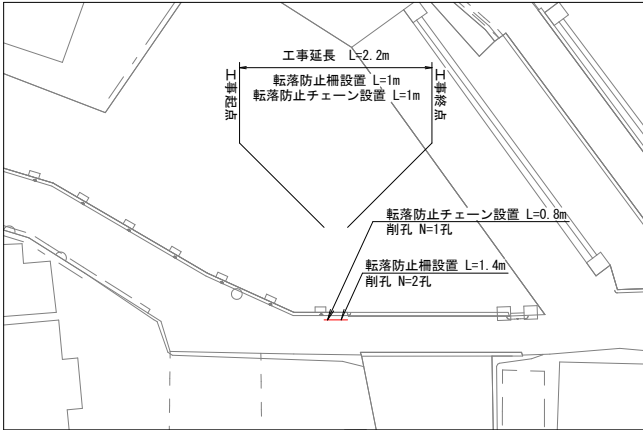 工事延長 L=2.2m
転落防止柵設置 L=1m
転落防止チェーン設置 L=1m
工事起点
工事終点
転落防止チェーン設置 L=0.8m
削孔 N=1孔
転落防止柵設置 L=1.4m
削孔 N=2孔